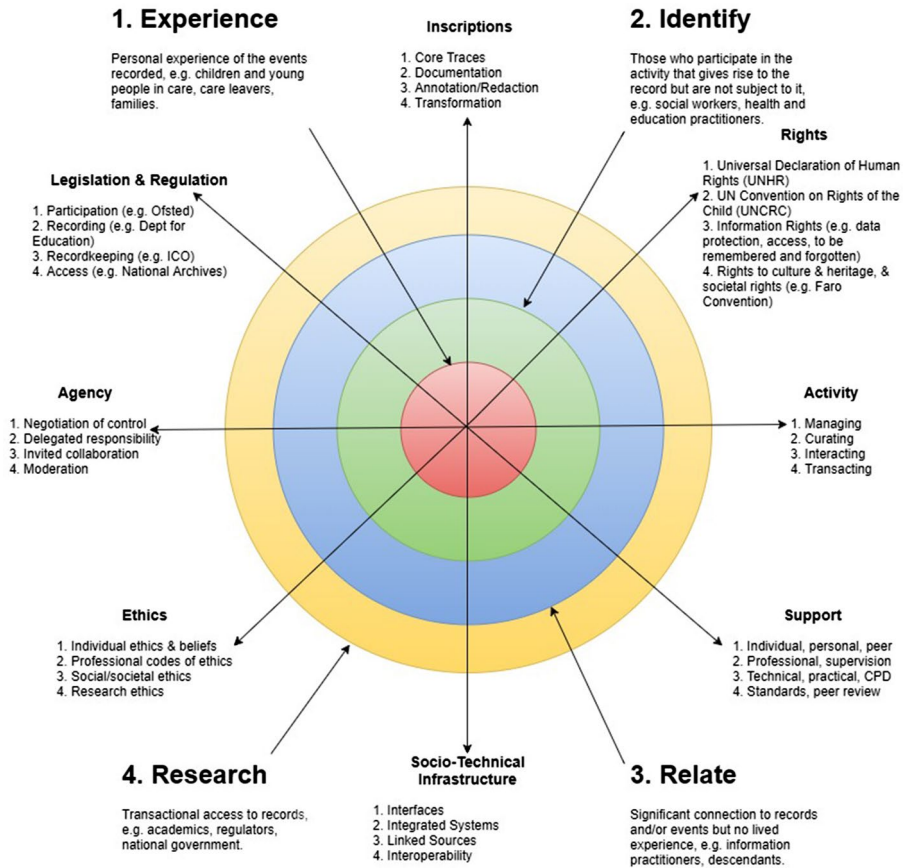 1. Experience
Personal experience of the events
recorded, e.g. children and young
people in care, care leavers,
families.
Inscriptions
1. Core Traces
2. Documentation
3. Annotation/Redaction
4. Transformation
2. Identify
Those who participate in the
activity that gives rise to the
record but are not subject to it,
e.g. social workers, health and
education practitioners.
Rights
1. Universal Declaration of Human
Rights (UNHR)
2. UN Convention on Rights of the
Child (UNCRC)
3. Information Rights (e.g. data
protection, access, to be
remembered and forgotten)
4. Rights to culture & heritage, &
societal rights (e.g. Faro
Convention)
Legislation & Regulation
1. Participation (e.g. Ofsted)
2. Recording (e.g. Dept for
Education)
3. Recordkeeping (e.g. ICO)
4. Access (e.g. National Archives)
Agency
1. Negotiation of control
2. Delegated responsibility
3. Invited collaboration
4. Moderation
Activity
1. Managing
2. Curating
3. Interacting
4. Transacting
Ethics
1. Individual ethics & beliefs
2. Professional codes of ethics
3. Social/societal ethics
4. Research ethics
Support
1. Individual, personal, peer
2. Professional, supervision
3. Technical, practical, CPD
4. Standards, peer review
4. Research
Transactional access to records,
e.g. academics, regulators,
national government.
Socio-Technical
Infrastructure
1. Interfaces
2. Integrated Systems
3. Linked Sources
4. Interoperability
3. Relate
Significant connection to records
and/or events but no lived
experience, e.g. information
practitioners, descendants.